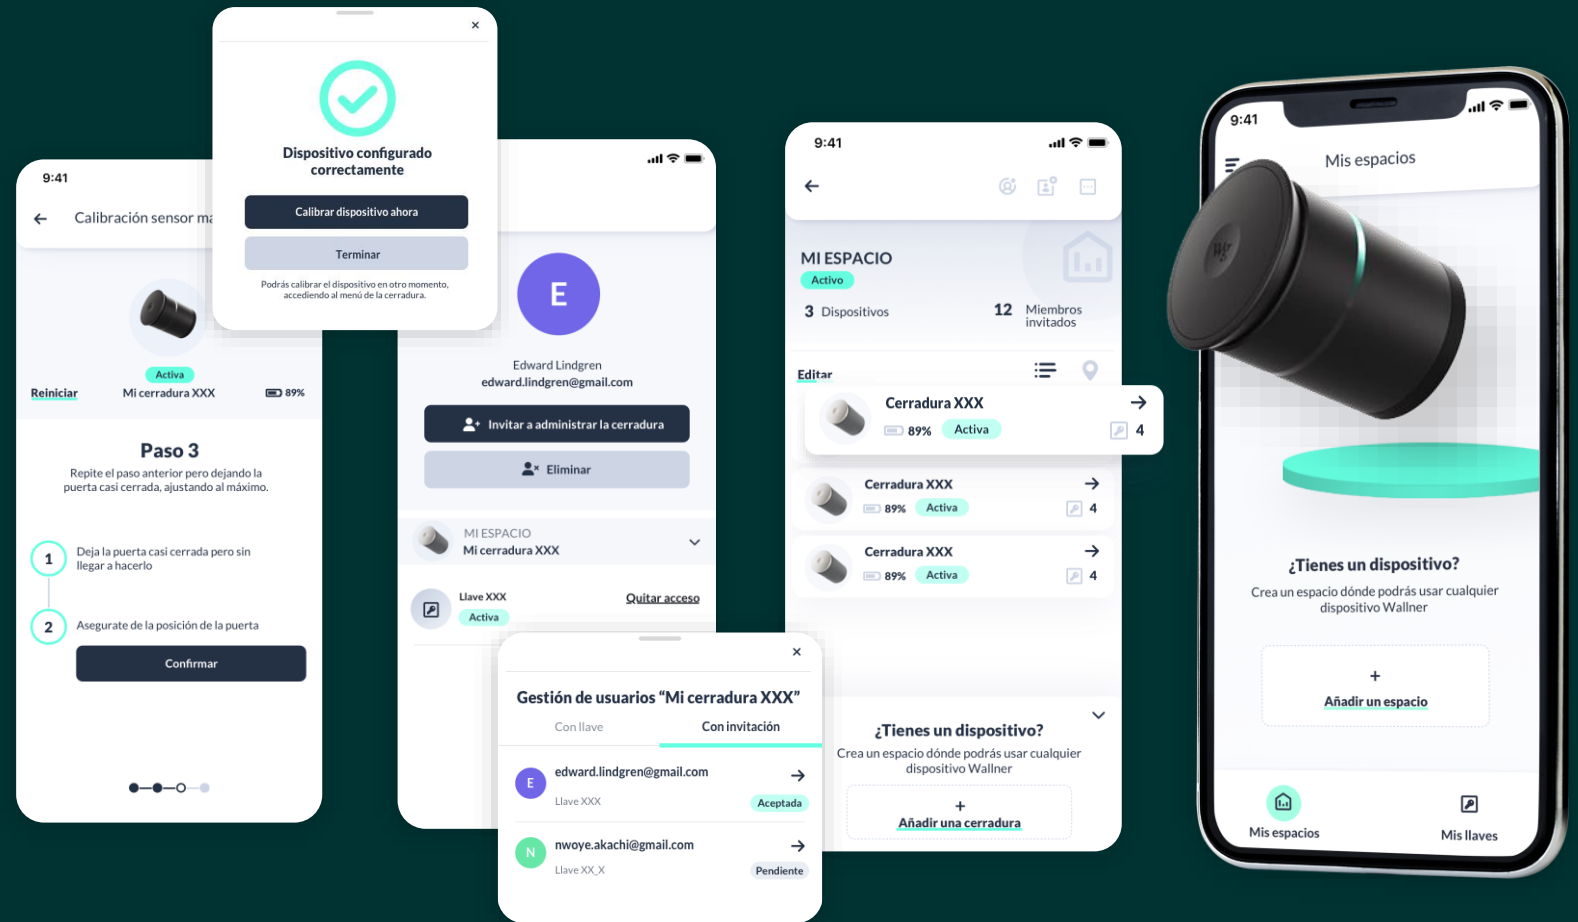 ×
Dispositivo configurado
correctamente
Calibrar dispositivo ahora
Terminar
Podrás calibrar el dispositivo en otro momento,
accediendo al menú de la cerradura.
9:41
Calibración sensor
Activa
Reiniciar
Mi cerradura XXX
89%
Paso 3
Repite el paso anterior pero dejando la
puerta casi cerrada, ajustando al máximo.
1
Deja la puerta casi cerrada pero sin
llegar a hacerlo
2
Asegurate de la posición de la puerta
Confirmar
E
Edward Lindgren
edward.lindgren@gmail.com
Invitar a administrar la cerradura
Eliminar
MI ESPACIO
Mi cerradura XXX
Llave XXX
Quitar acceso
Activa
×
Gestión de usuarios “Mi cerradura XXX”
Con llave
Con invitación
E
edward.lindgren@gmail.com
Llave XXX
Aceptada
N
nwoye.akachi@gmail.com
Llave XX_X
Pendiente
9:41
MI ESPACIO
Activo
3 Dispositivos
12 Miembros
invitados
Editar
Cerradura XXX
89% Activa
4
Cerradura XXX
89% Activa
4
Cerradura XXX
89% Activa
4
¿Tienes un dispositivo?
Crea un espacio dónde podrás usar cualquier
dispositivo Wallner
+
Añadir una cerradura
9:41
Mis espacios
¿Tienes un dispositivo?
Crea un espacio dónde podrás usar cualquier
dispositivo Wallner
+
Añadir un espacio
Mis espacios
Mis llaves